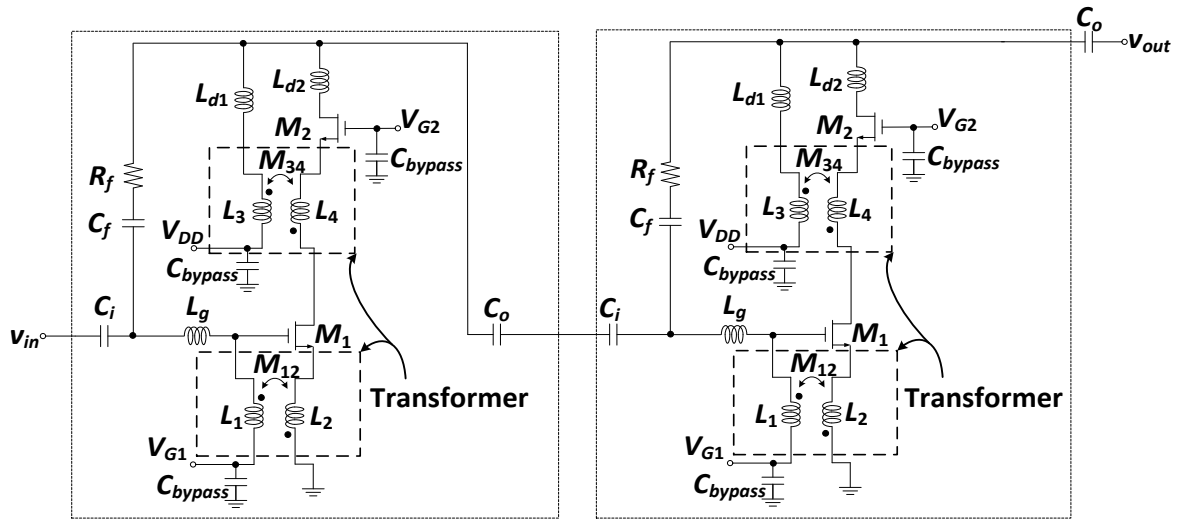 C_o
v_out
L_d1
L_d2
M_2
V_G2
C_bypass
M_34
R_f
L_3
L_4
C_f
V_DD
C_bypass
C_i
L_g
v_in
M_1
C_o
M_12
Transformer
L_1
L_2
V_G1
C_bypass
L_d1
L_d2
M_2
V_G2
C_bypass
M_34
R_f
L_3
L_4
C_f
V_DD
C_bypass
C_i
L_g
M_1
M_12
Transformer
L_1
L_2
V_G1
C_bypass